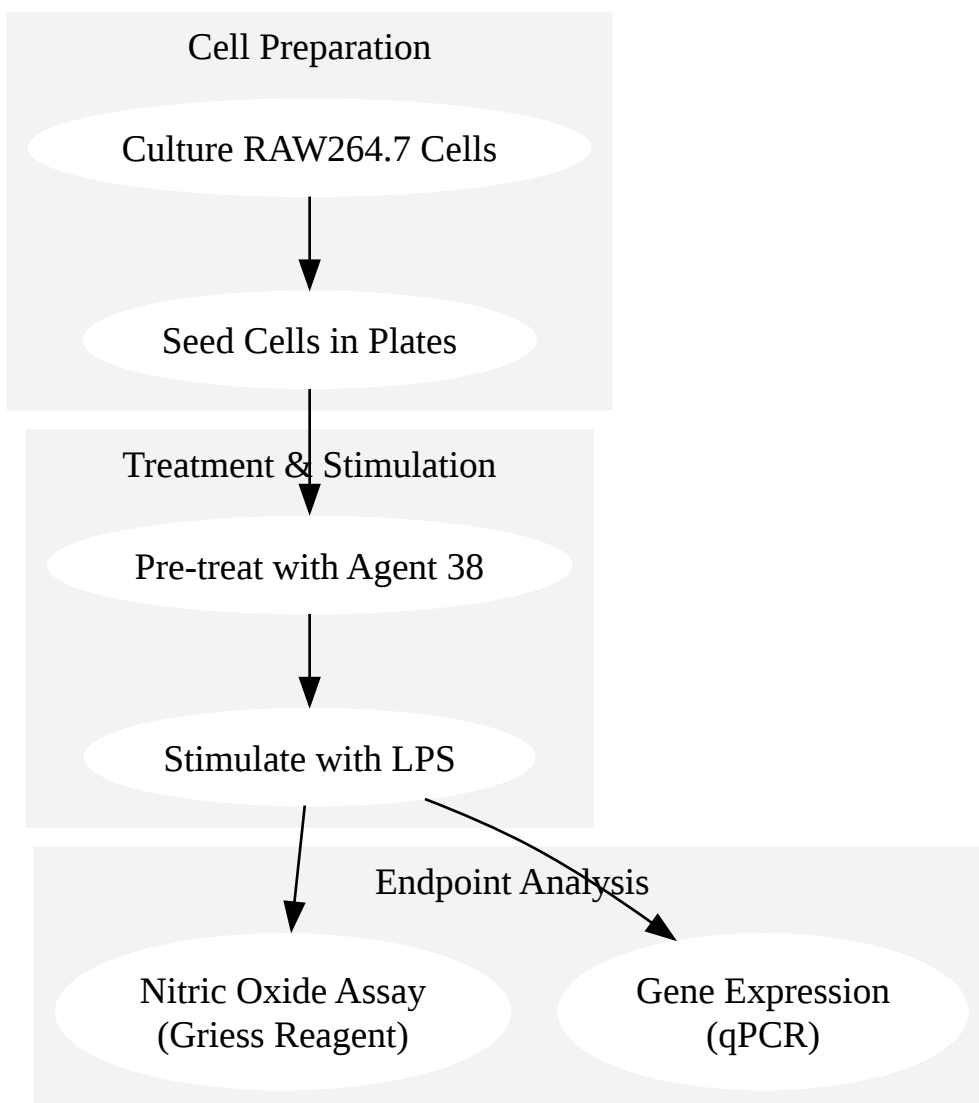 Cell Preparation
Culture RAW264.7 Cells
Seed Cells in Plates
Treatment & Stimulation
Pre-treat with Agent 38
Stimulate with LPS
Endpoint Analysis
Nitric Oxide Assay
(Griess Reagent)
Gene Expression
(qPCR)